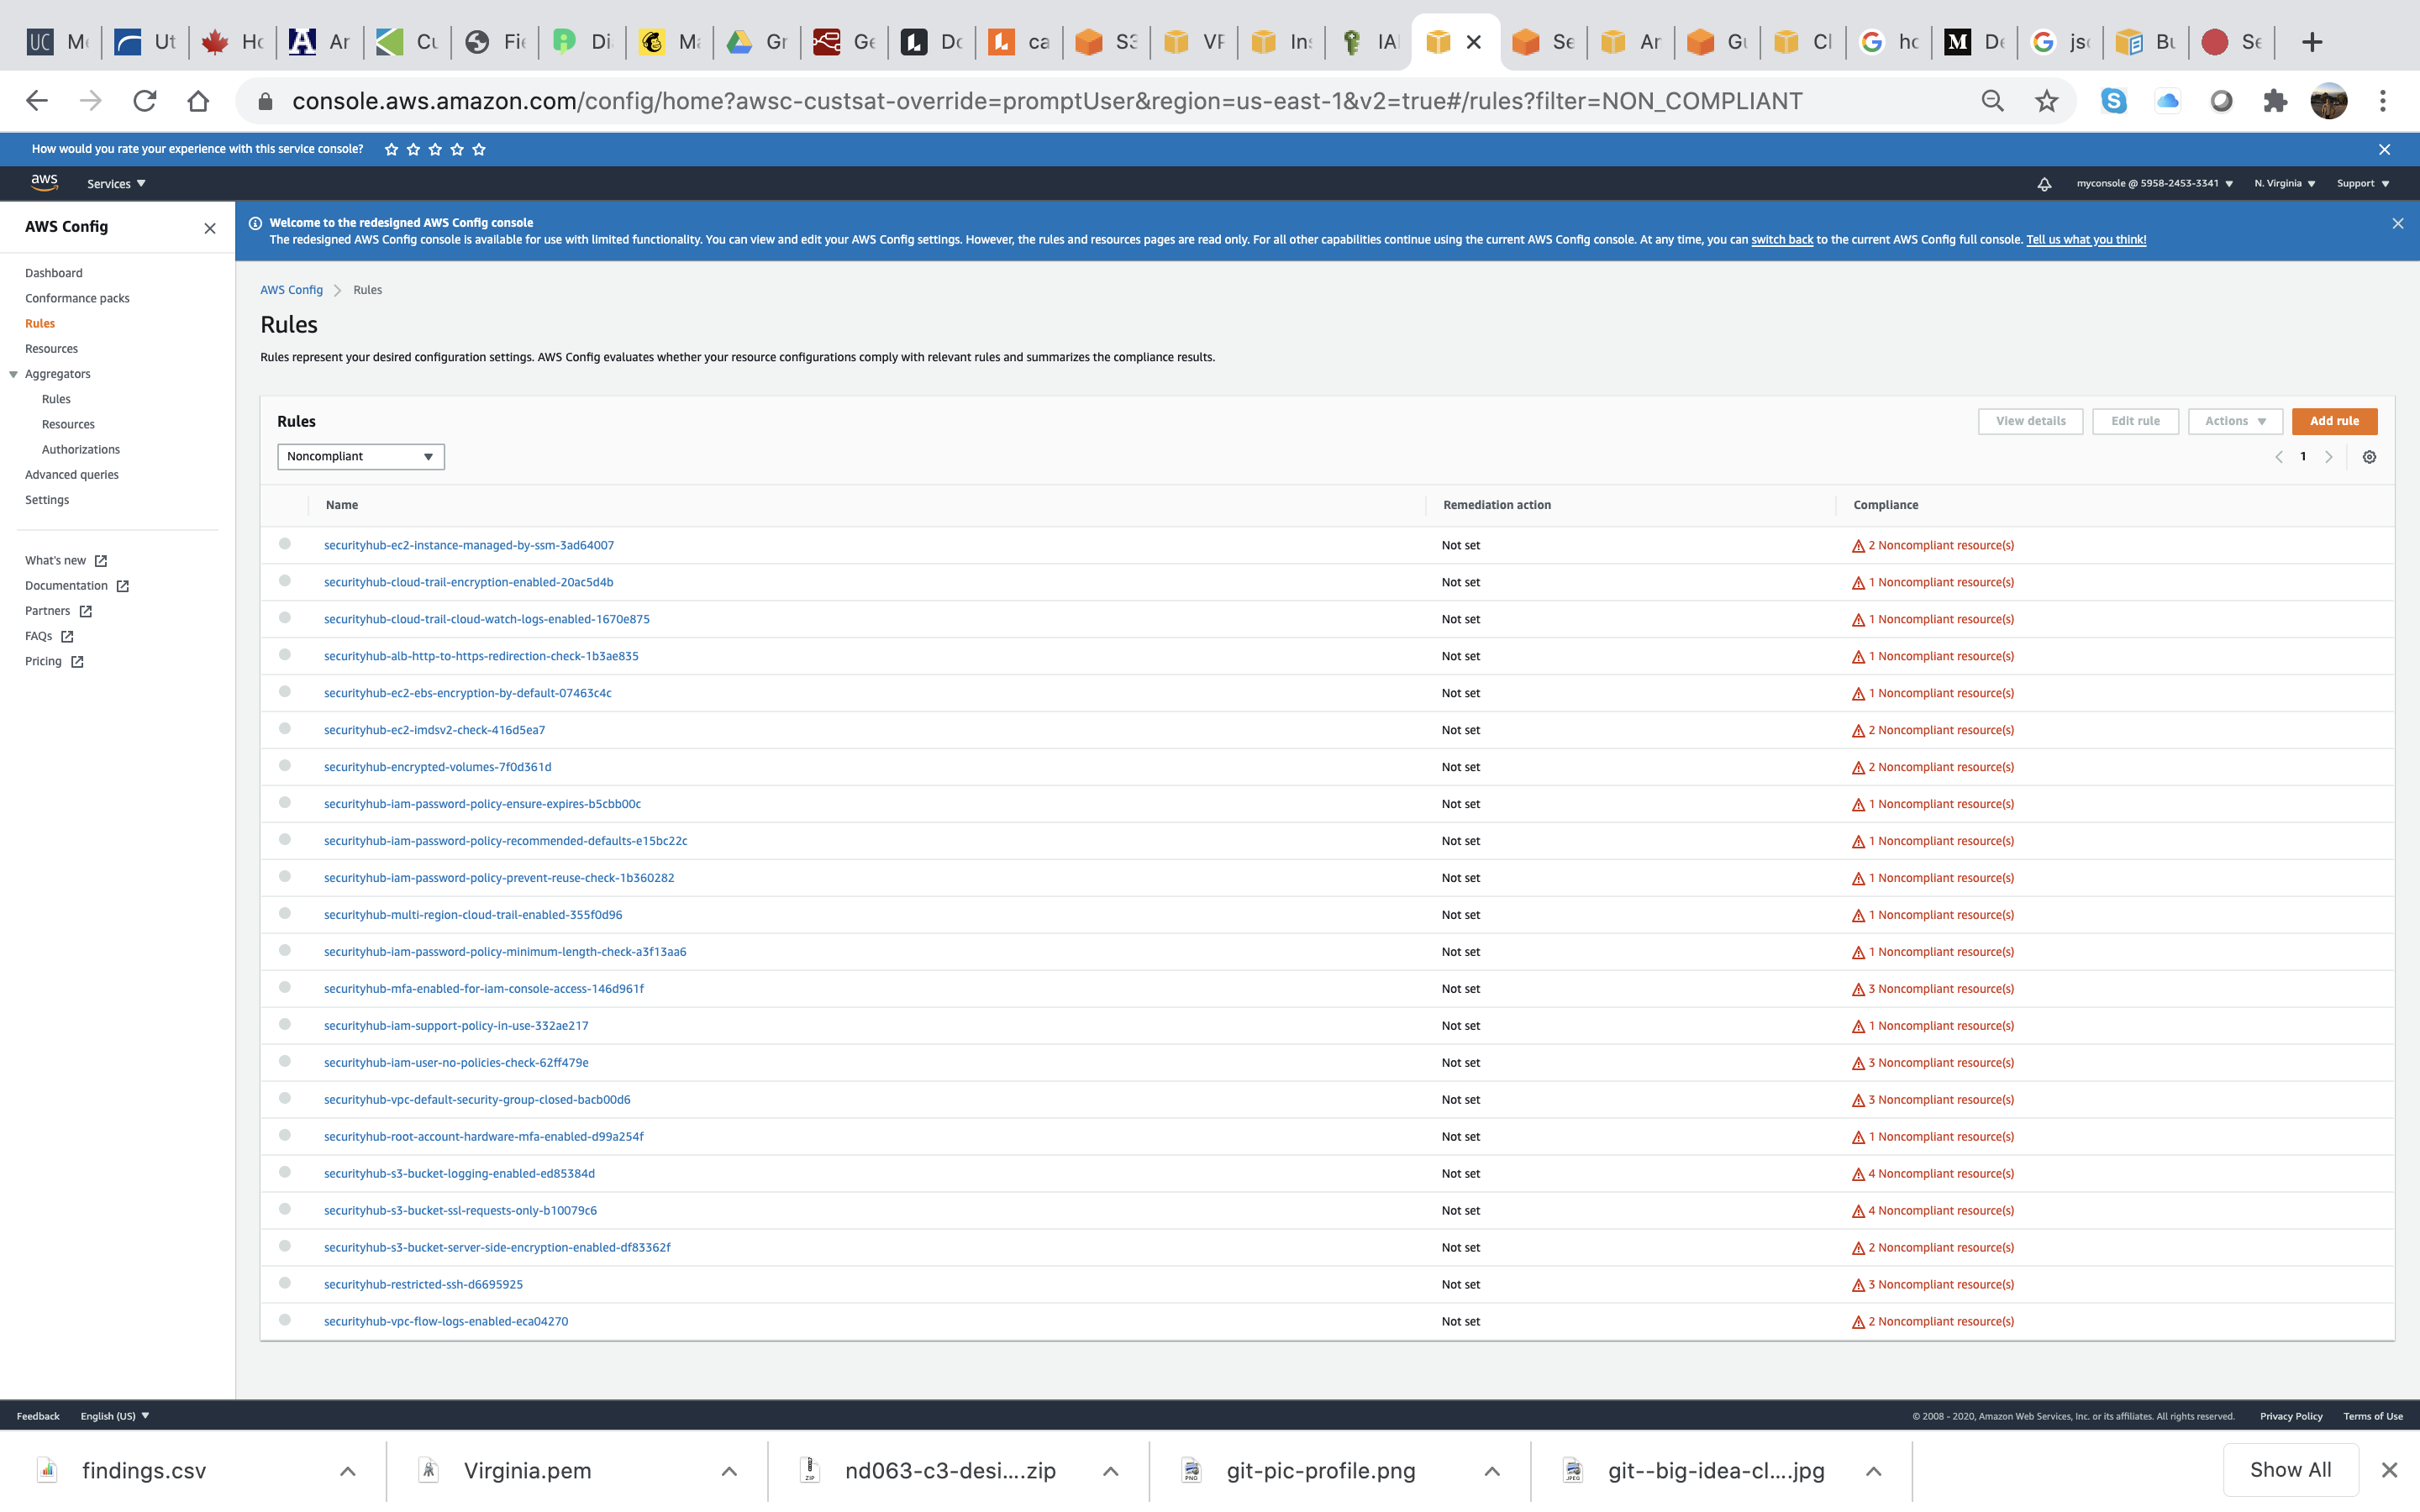 UC M
Ut
Hc
A Ar
Cu
Fie
Di
Ma
Gr
Ge
L Dc
L ca
S3
VP
In
IA
Se
Ar
Gu
Cl
G hc
M De
G js
Bu
Se
console.aws.amazon.com/config/home?awsc-custsat-override=promptUser&region=us-east-1&v2=true#/rules?filter=NON_COMPLIANT
How would you rate your experience with this service console?
aws Services
myconsole @ 5958-2453-3341 N. Virginia Support
AWS Config
Dashboard
Conformance packs
Rules
Resources
Aggregators
Rules
Resources
Authorizations
Advanced queries
Settings
What's new
Documentation
Partners
FAQs
Pricing
Welcome to the redesigned AWS Config console
The redesigned AWS Config console is available for use with limited functionality. You can view and edit your AWS Config settings. However, the rules and resources pages are read only. For all other capabilities continue using the current AWS Config console. At any time, you can switch back to the current AWS Config full console. Tell us what you think!
AWS Config > Rules
Rules
Rules represent your desired configuration settings. AWS Config evaluates whether your resource configurations comply with relevant rules and summarizes the compliance results.
Rules
View details Edit rule Actions Add rule
Noncompliant
1
Name Remediation action Compliance
securityhub-ec2-instance-managed-by-ssm-3ad64007 Not set 2 Noncompliant resource(s)
securityhub-cloud-trail-encryption-enabled-20ac5d4b Not set 1 Noncompliant resource(s)
securityhub-cloud-trail-cloud-watch-logs-enabled-1670e875 Not set 1 Noncompliant resource(s)
securityhub-alb-http-to-https-redirection-check-1b3ae835 Not set 1 Noncompliant resource(s)
securityhub-ec2-ebs-encryption-by-default-07463c4c Not set 1 Noncompliant resource(s)
securityhub-ec2-imdsv2-check-416d5ea7 Not set 2 Noncompliant resource(s)
securityhub-encrypted-volumes-7f0d361d Not set 2 Noncompliant resource(s)
securityhub-iam-password-policy-ensure-expires-b5cbb00c Not set 1 Noncompliant resource(s)
securityhub-iam-password-policy-recommended-defaults-e15bc22c Not set 1 Noncompliant resource(s)
securityhub-iam-password-policy-prevent-reuse-check-1b360282 Not set 1 Noncompliant resource(s)
securityhub-multi-region-cloud-trail-enabled-355f0d96 Not set 1 Noncompliant resource(s)
securityhub-iam-password-policy-minimum-length-check-a3f13aa6 Not set 1 Noncompliant resource(s)
securityhub-mfa-enabled-for-iam-console-access-146d961f Not set 3 Noncompliant resource(s)
securityhub-iam-support-policy-in-use-332ae217 Not set 1 Noncompliant resource(s)
securityhub-iam-user-no-policies-check-62ff479e Not set 3 Noncompliant resource(s)
securityhub-vpc-default-security-group-closed-bacb00d6 Not set 3 Noncompliant resource(s)
securityhub-root-account-hardware-mfa-enabled-d99a254f Not set 1 Noncompliant resource(s)
securityhub-s3-bucket-logging-enabled-ed85384d Not set 4 Noncompliant resource(s)
securityhub-s3-bucket-ssl-requests-only-b10079c6 Not set 4 Noncompliant resource(s)
securityhub-s3-bucket-server-side-encryption-enabled-df83362f Not set 2 Noncompliant resource(s)
securityhub-restricted-ssh-d6695925 Not set 3 Noncompliant resource(s)
securityhub-vpc-flow-logs-enabled-eca04270 Not set 2 Noncompliant resource(s)
Feedback English (US)
© 2008 - 2020, Amazon Web Services, Inc. or its affiliates. All rights reserved. Privacy Policy Terms of Use
findings.csv
Virginia.pem
nd063-c3-desi....zip
git-pic-profile.png
git--big-idea-cl....jpg
Show All